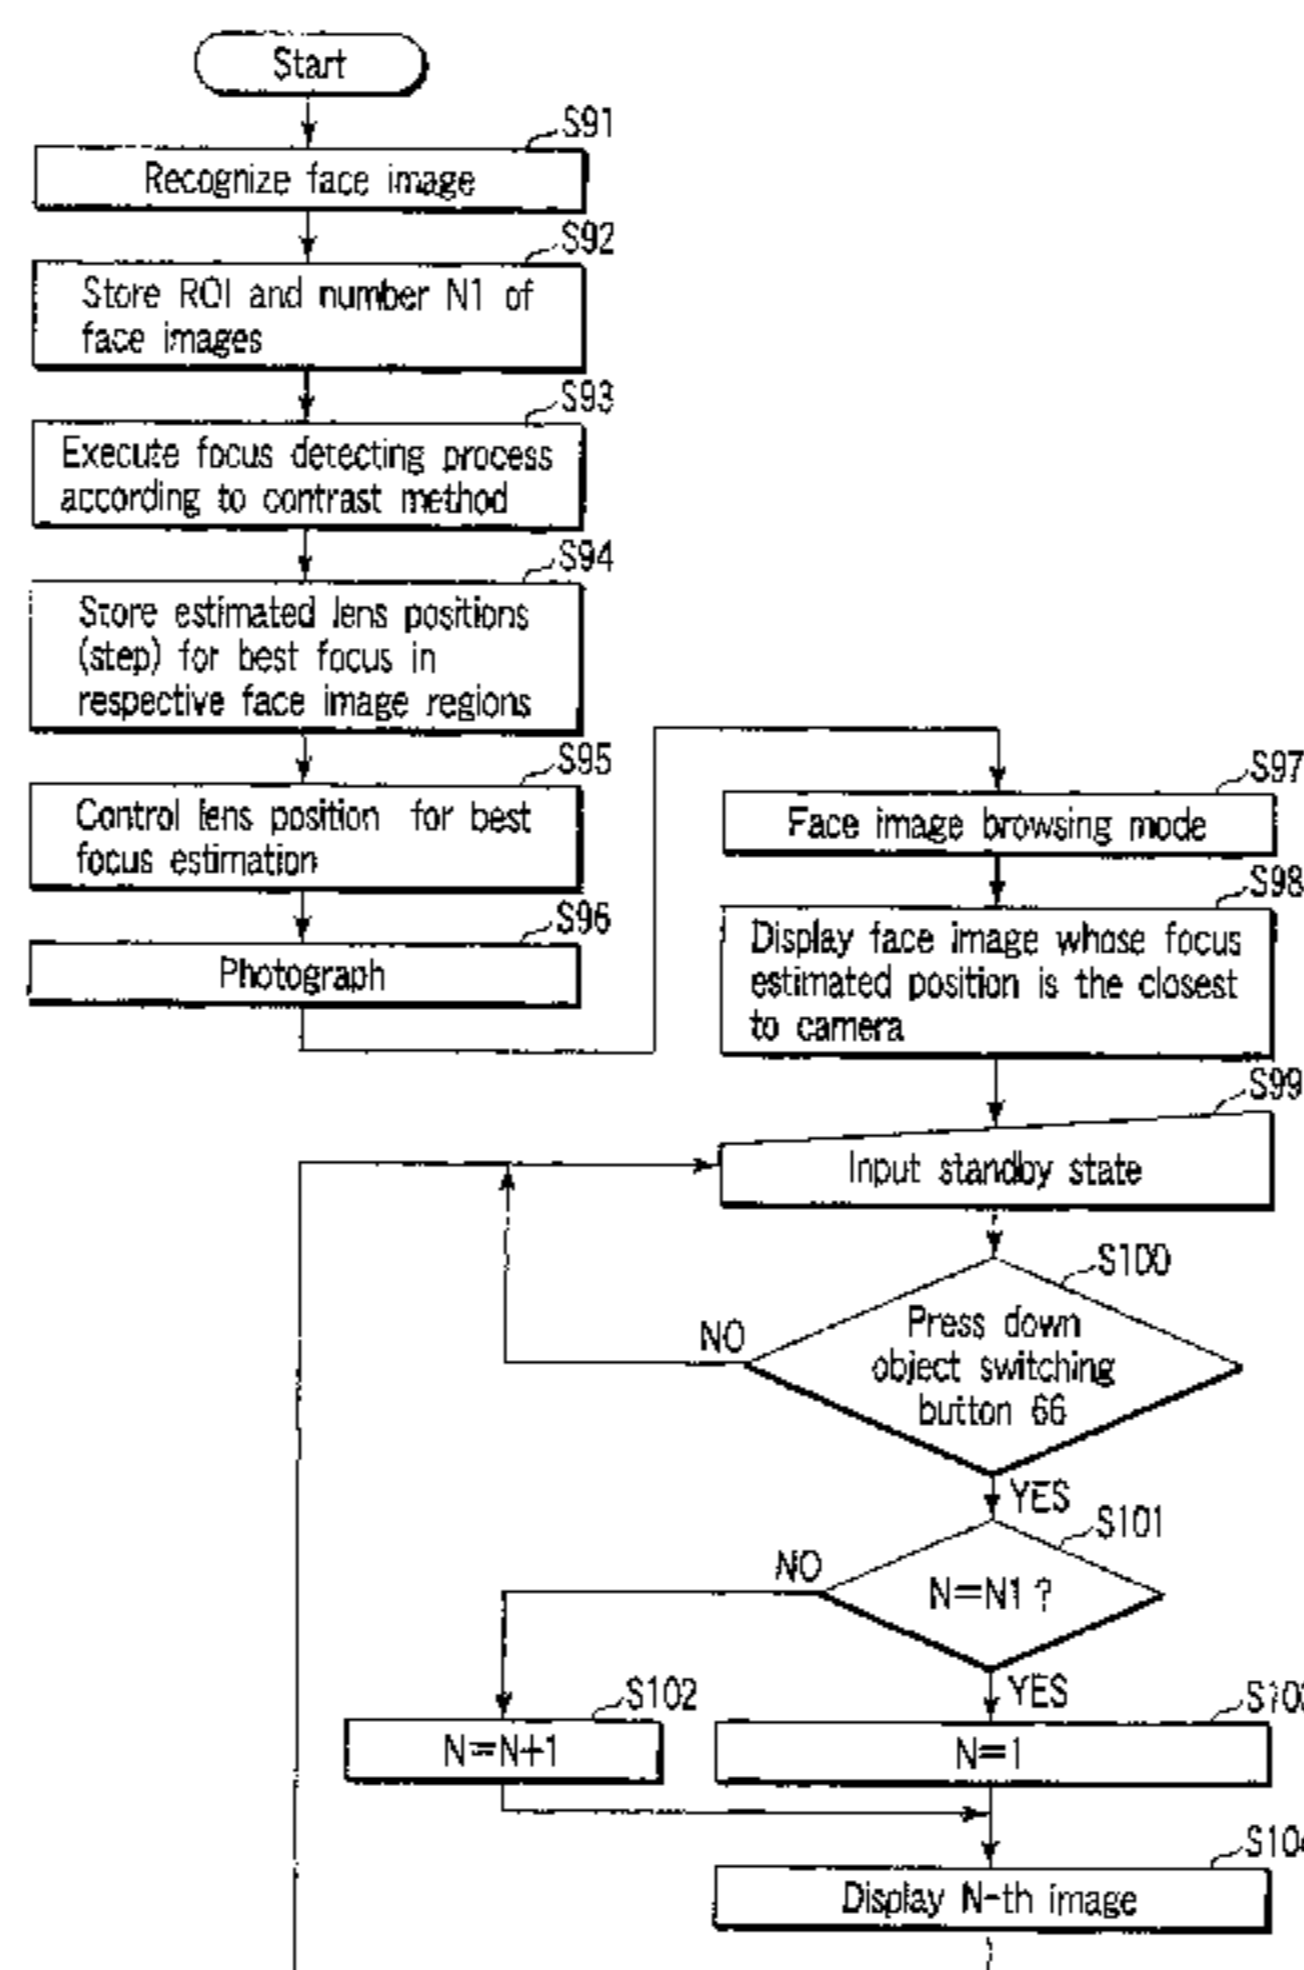 Start
S91
Recognize face image
S92
Store ROI and number N1 of
face images
S93
Execute focus detecting process
according to contrast method
S94
Store estimated lens positions
(step) for best focus in
respective face image regions
S95
Control lens position for best
focus estimation
S96
Photograph
S97
Face image browsing mode
S98
Display face image whose focus
estimated position is the closest
to camera
S99
Input standby state
S100
Press down
object switching
button 66
NO
YES
S101
N=N1?
NO
YES
S102
N=N+1
N=1
Display N-th image